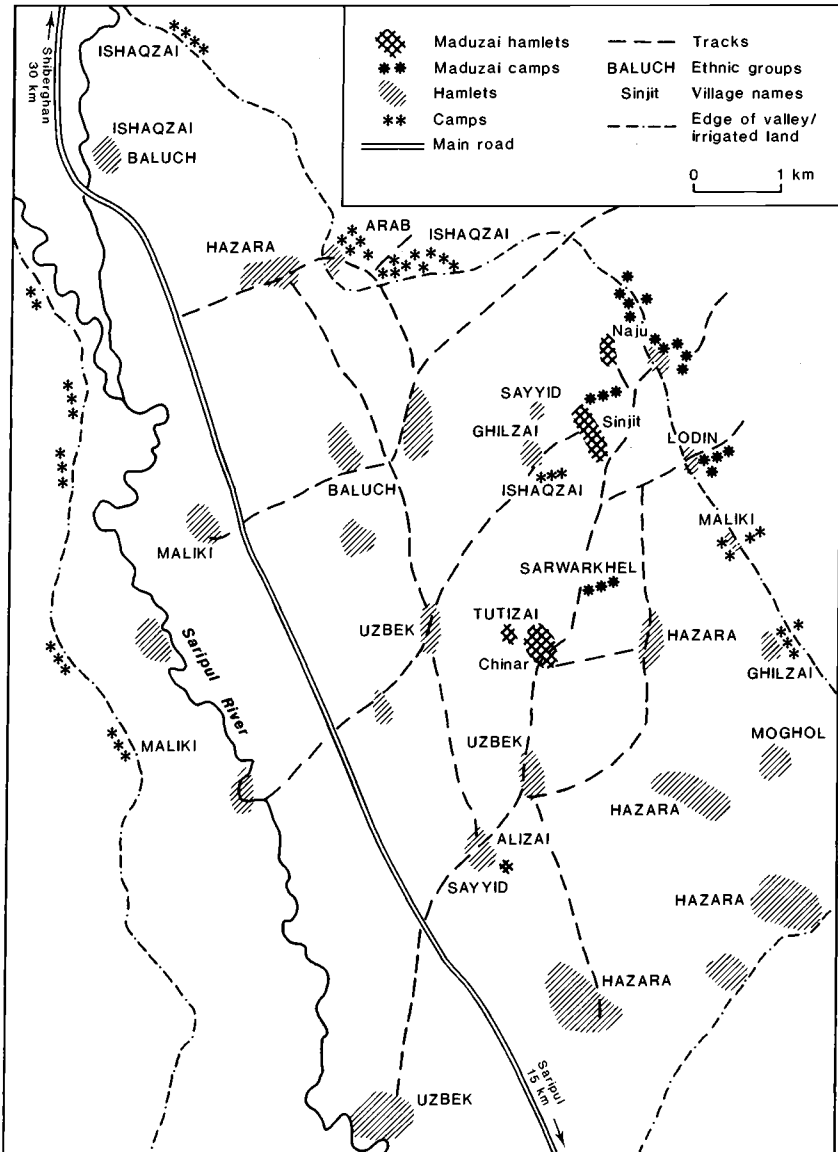 Shiberghan
30 km
ISHAQZAI
ISHAQZAI
BALUCH
Maduzai hamlets
Maduzai camps
Hamlets
Camps
Main road
Tracks
BALUCH Ethnic groups
Sinjit Village names
Edge of valley/
irrigated land
0 1 km
ARAB
ISHAQZAI
HAZARA
Naju
SAYYID
Sinjit
GHILZAI
LODIN
BALUCH
ISHAQZAI
MALIKI
MALIKI
SARWARKHEL
UZBEK
TUTIZAI
HAZARA
Chinar
GHILZAI
Saripul River
MALIKI
UZBEK
MOGHOL
HAZARA
ALIZAI
SAYYID
HAZARA
HAZARA
Saripul
15 km
UZBEK